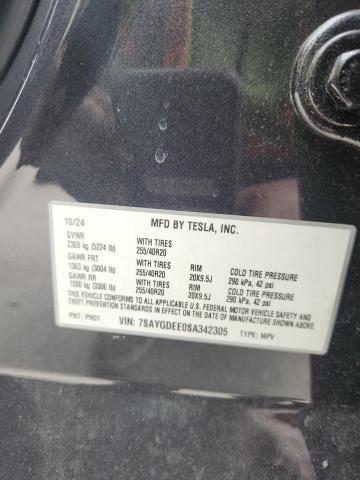 10/24 MFD BY TESLA, INC.
GVWR
2369 kg (5224 lb) WITH TIRES 255/40R20
GAWR FRT WITH TIRES RIM COLD TIRE PRESSURE
1363 kg (3004 lb) 255/40R20 20X9.5J 290 kPa, 42 psi
GAWR RR WITH TIRES RIM COLD TIRE PRESSURE
1500 kg (3306 lb) 255/40R20 20X9.5J 290 kPa, 42 psi
THIS VEHICLE CONFORMS TO ALL APPLICABLE U.S. FEDERAL MOTOR VEHICLE SAFETY AND
THEFT PREVENTION STANDARDS IN EFFECT ON THE DATE OF MANUFACTURE SHOWN ABOVE.
PNT: PN01 VIN: 7SAYGDEE0SA342305 TYPE: MPV